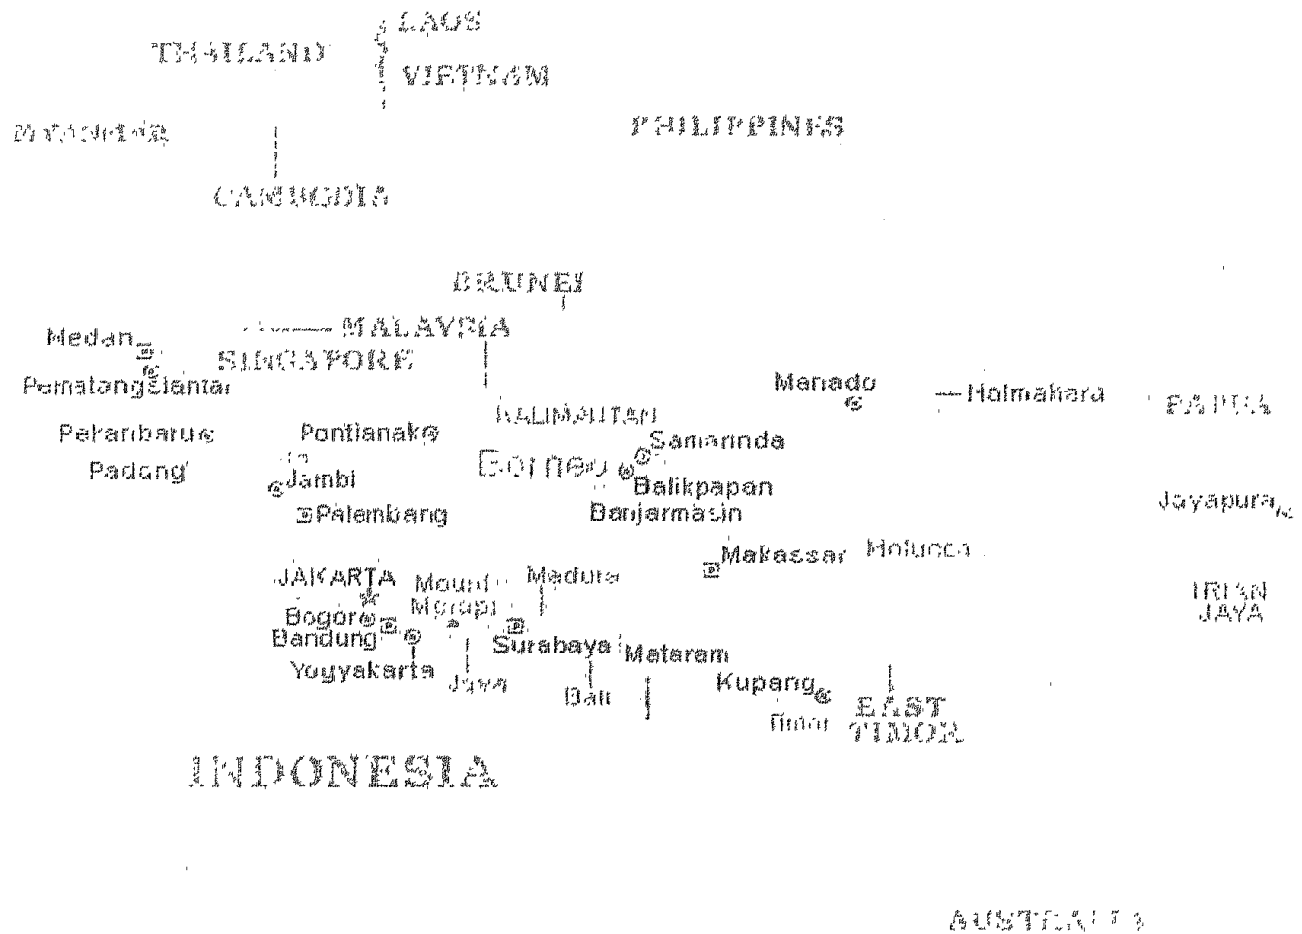 LAOS
THAILAND
VIETNAM
MYANMAR
PHILIPPINES
CAMBODIA
BRUNEI
MALAYSIA
Medan
SINGAPORE
Pematangsiantar
Manado
Holmahera
PAPUA
KALIMANTAN
Pekanbaru
Pontianak
Samarinda
Borneo
Padang
Jambi
Balikpapan
Jayapura
Palembang
Banjarmasin
Makassar
Molucca
JAKARTA
Mount
Merapi
Madura
IRIAN
JAYA
Bogor
Bandung
Surabaya
Mataram
Yogyakarta
Java
Bali
Kupang
Timor
EAST
TIMOR
INDONESIA
AUSTRALIA